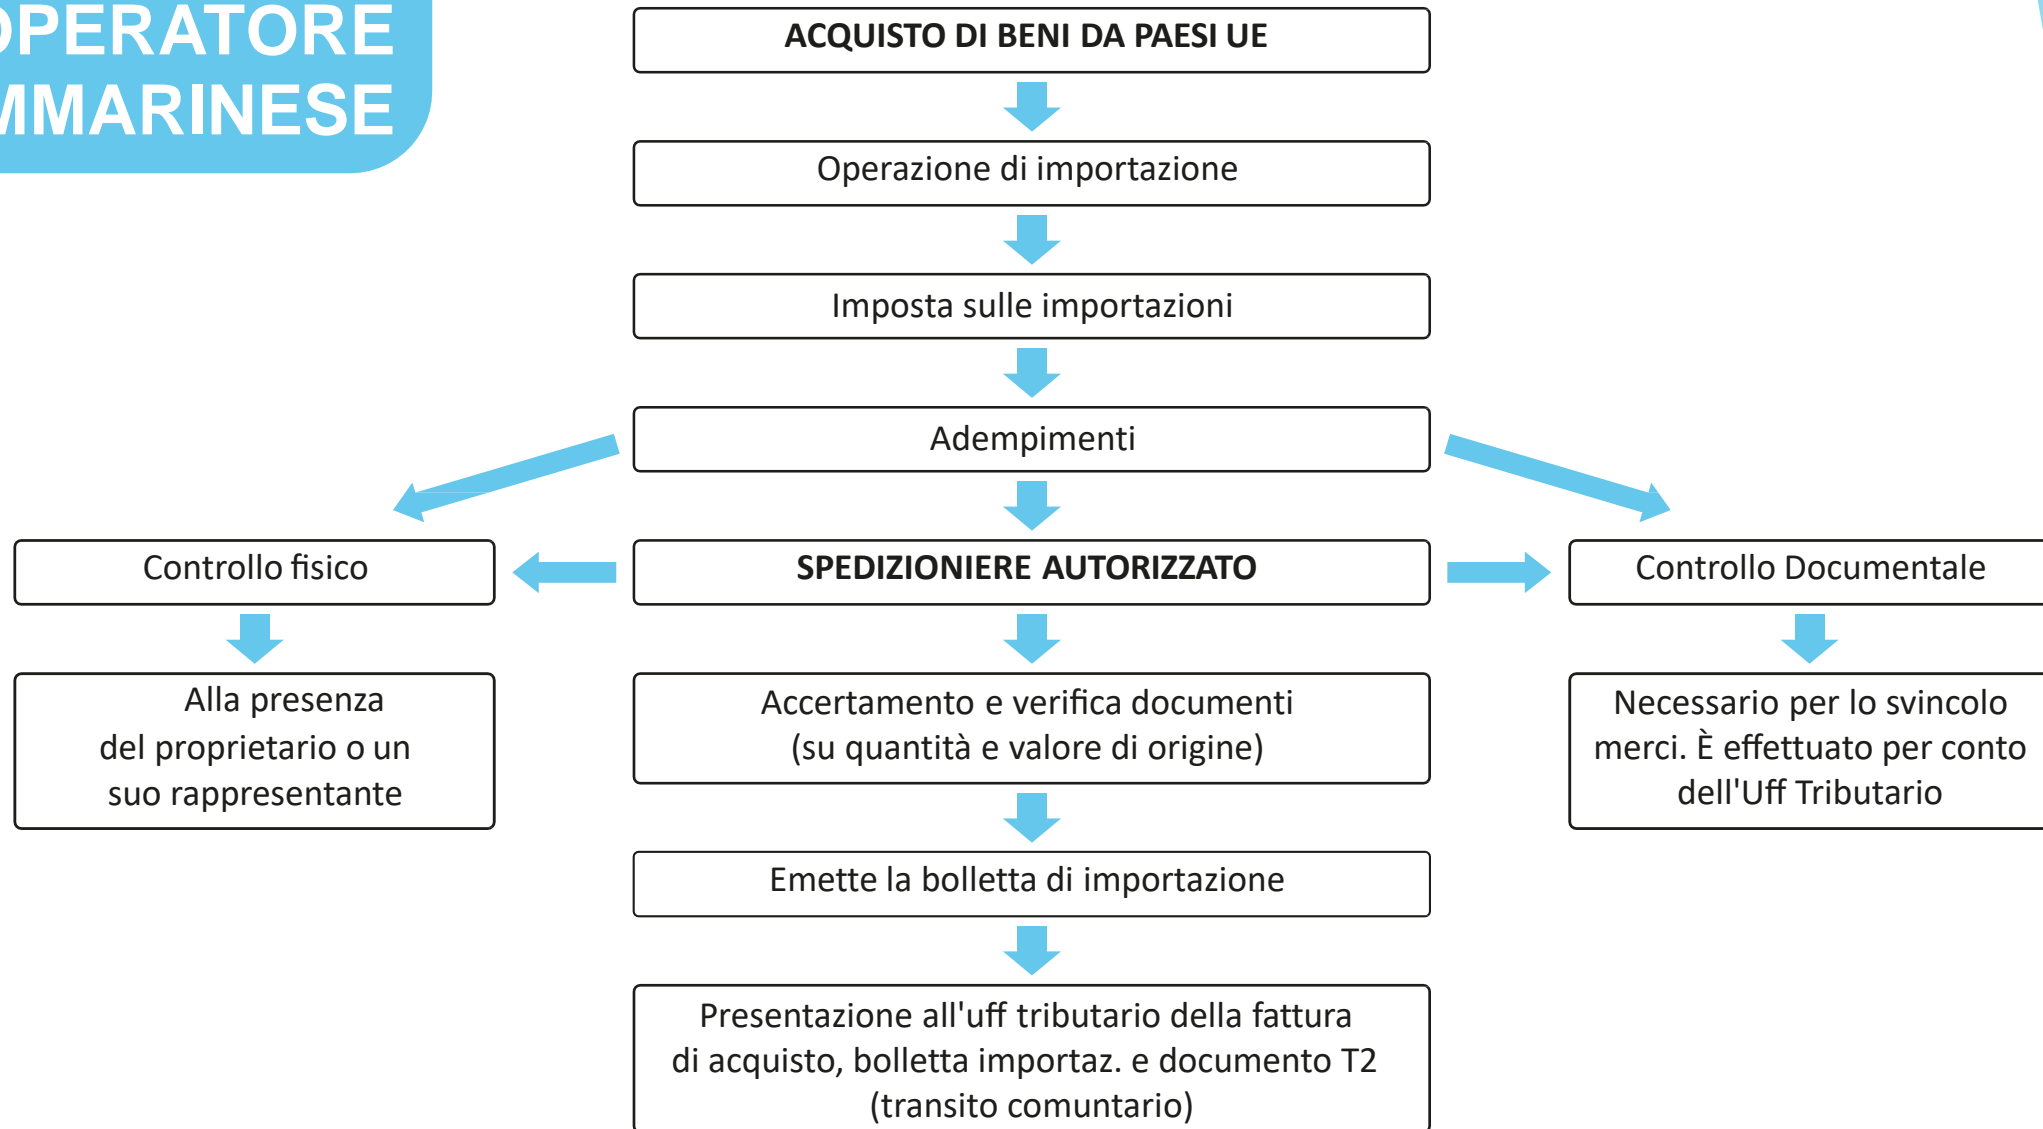 OPERATORE
MMARINESE
ACQUISTO DI BENI DA PAESI UE
Operazione di importazione
Imposta sulle importazioni
Adempimenti
Controllo fisico
SPEDIZIONIERE AUTORIZZATO
Controllo Documentale
Alla presenza
del proprietario o un
suo rappresentante
Accertamento e verifica documenti
(su quantità e valore di origine)
Necessario per lo svincolo
merci. È effettuato per conto
dell'Uff Tributario
Emette la bolletta di importazione
Presentazione all'uff tributario della fattura
di acquisto, bolletta importaz. e documento T2
(transito comuntario)